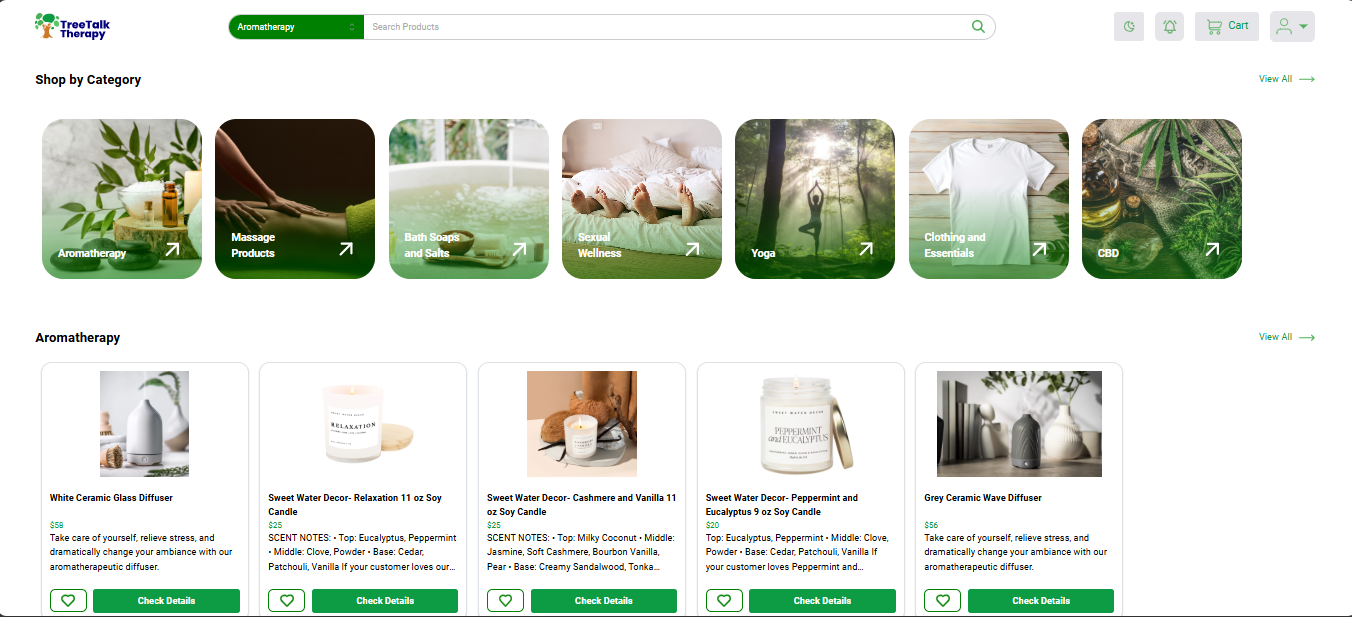 TreeTalk
Therapy
Aromatherapy
Search Products
Cart
Shop by Category
View All
Aromatherapy
Massage
Products
Bath Soaps
and Salts
Sexual
Wellness
Yoga
Clothing and
Essentials
CBD
Aromatherapy
View All
SWEET WATER DECOR
RELAXATION
SWEET WATER DECOR
PEPPERMINT
and EUCALYPTUS
White Ceramic Glass Diffuser
$58
Take care of yourself, relieve stress, and
dramatically change your ambiance with our
aromatherapeutic diffuser.
Check Details
Sweet Water Decor- Relaxation 11 oz Soy
Candle
$25
SCENT NOTES: • Top: Eucalyptus, Peppermint
• Middle: Clove, Powder • Base: Cedar,
Patchouli, Vanilla If your customer loves our...
Check Details
Sweet Water Decor- Cashmere and Vanilla 11
oz Soy Candle
$25
SCENT NOTES: • Top: Milky Coconut • Middle:
Jasmine, Soft Cashmere, Bourbon Vanilla,
Pear • Base: Creamy Sandalwood, Tonka...
Check Details
Sweet Water Decor- Peppermint and
Eucalyptus 9 oz Soy Candle
$20
Top: Eucalyptus, Peppermint • Middle: Clove,
Powder • Base: Cedar, Patchouli, Vanilla If
your customer loves Peppermint and...
Check Details
Grey Ceramic Wave Diffuser
$56
Take care of yourself, relieve stress, and
dramatically change your ambiance with our
aromatherapeutic diffuser.
Check Details